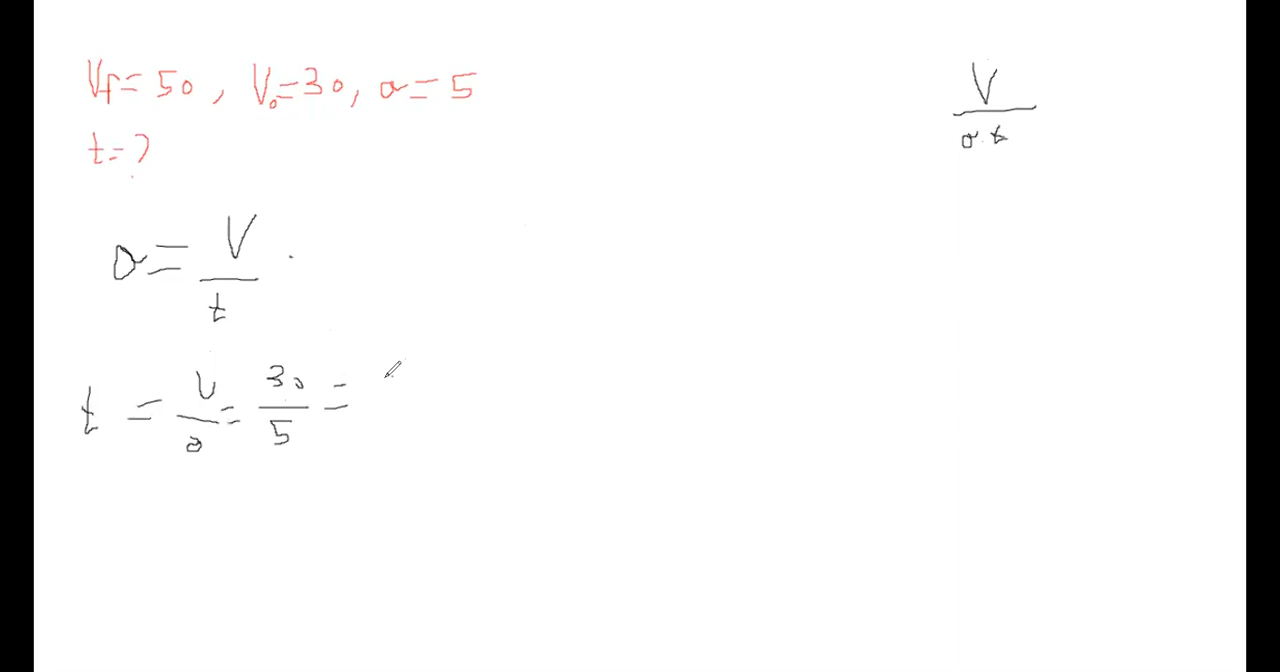 Vf = 50 , V₀ = 30, a = 5
t = ?
V
a t
a = V
t
t = V = 30 =
a 5